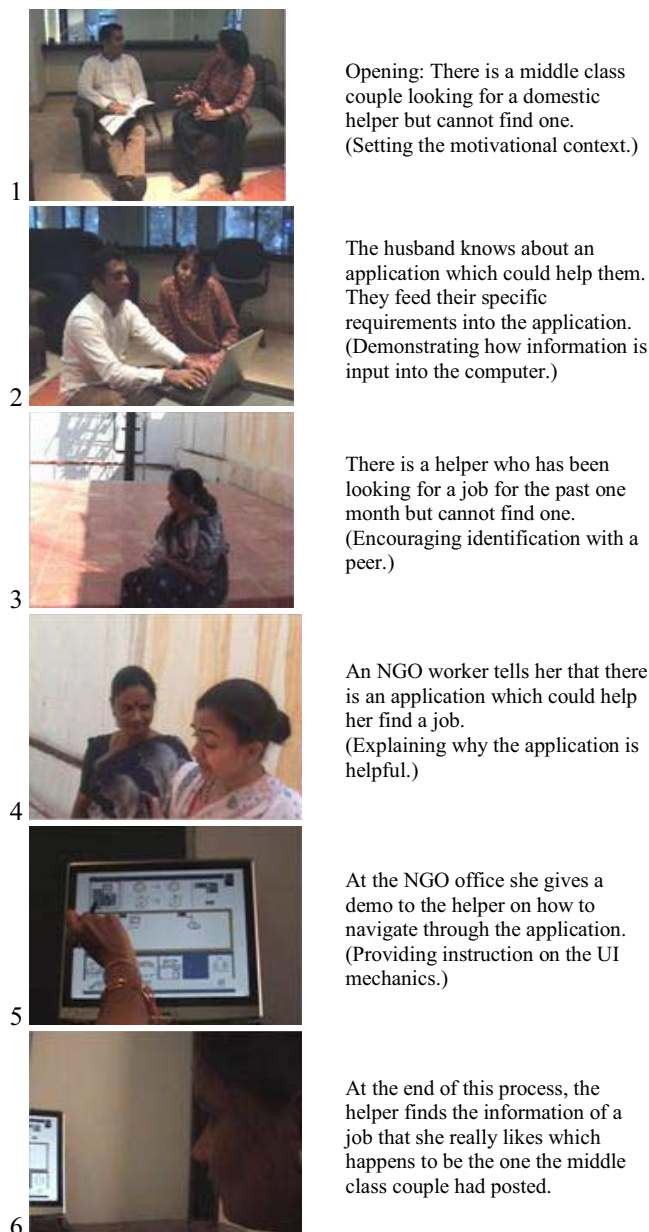 Opening: There is a middle class
couple looking for a domestic
helper but cannot find one.
(Setting the motivational context.)
1
The husband knows about an
application which could help them.
They feed their specific
requirements into the application.
(Demonstrating how information is
input into the computer.)
2
There is a helper who has been
looking for a job for the past one
month but cannot find one.
(Encouraging identification with a
peer.)
3
An NGO worker tells her that there
is an application which could help
her find a job.
(Explaining why the application is
helpful.)
4
At the NGO office she gives a
demo to the helper on how to
navigate through the application.
(Providing instruction on the UI
mechanics.)
5
At the end of this process, the
helper finds the information of a
job that she really likes which
happens to be the one the middle
class couple had posted.
6